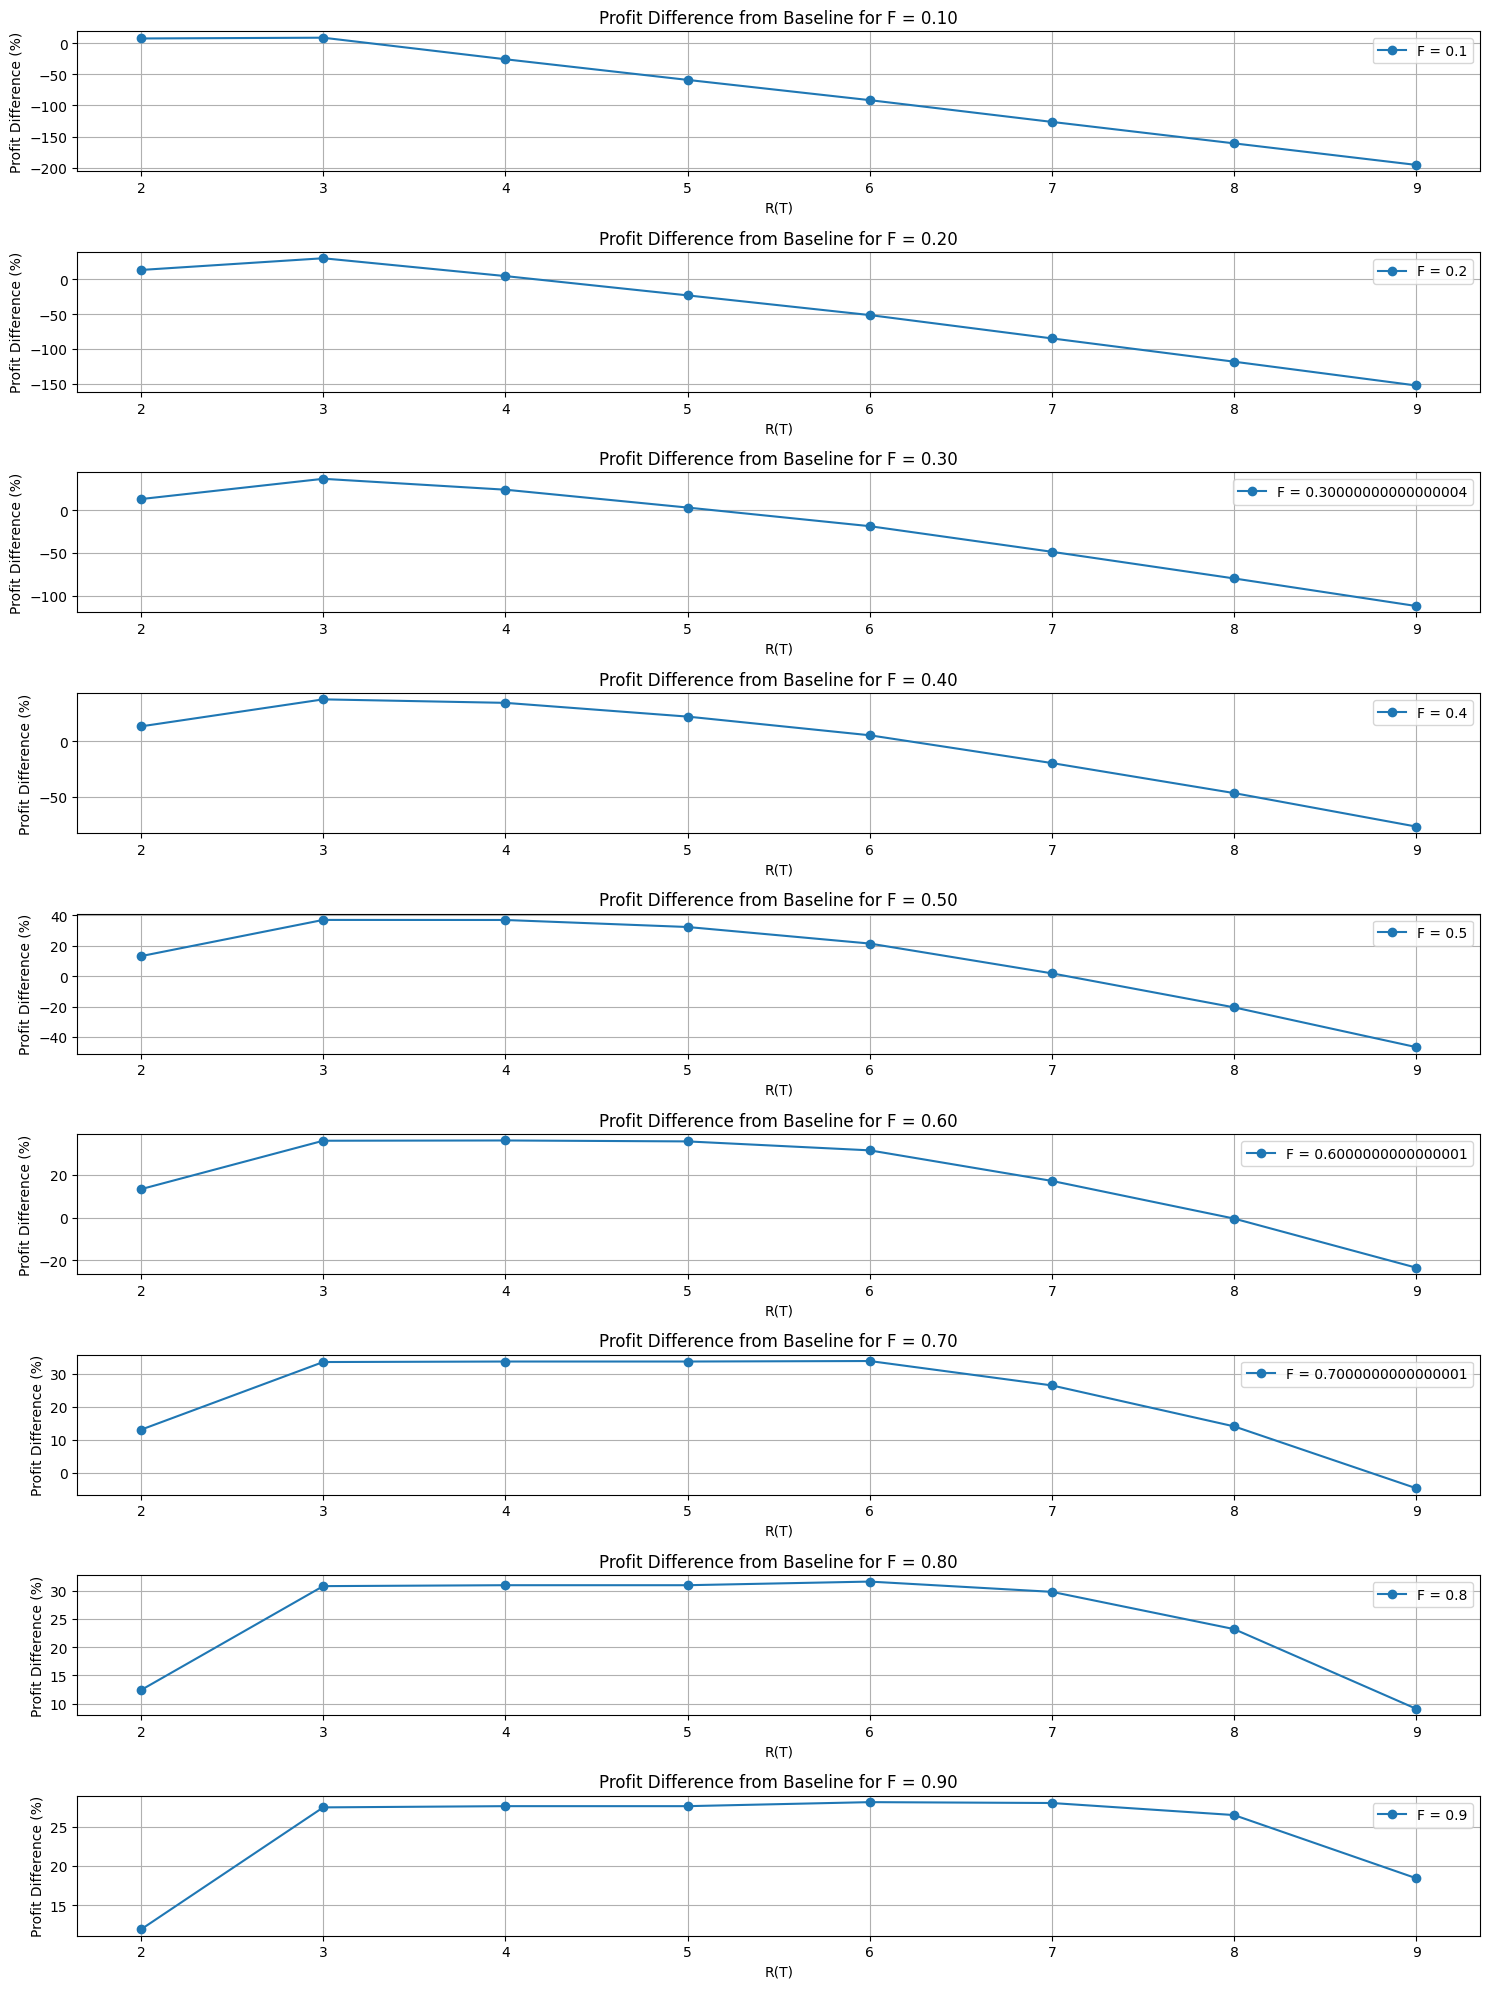 Profit Difference from Baseline for F = 0.10
Profit Difference (%)
0
−50
−100
−150
−200
F = 0.1
2 3 4 5 6 7 8 9
R(T)
Profit Difference from Baseline for F = 0.20
Profit Difference (%)
0
−50
−100
−150
F = 0.2
2 3 4 5 6 7 8 9
R(T)
Profit Difference from Baseline for F = 0.30
Profit Difference (%)
0
−50
−100
F = 0.30000000000000004
2 3 4 5 6 7 8 9
R(T)
Profit Difference from Baseline for F = 0.40
Profit Difference (%)
0
−50
F = 0.4
2 3 4 5 6 7 8 9
R(T)
Profit Difference from Baseline for F = 0.50
Profit Difference (%)
40
20
0
−20
−40
F = 0.5
2 3 4 5 6 7 8 9
R(T)
Profit Difference from Baseline for F = 0.60
Profit Difference (%)
20
0
−20
F = 0.6000000000000001
2 3 4 5 6 7 8 9
R(T)
Profit Difference from Baseline for F = 0.70
Profit Difference (%)
30
20
10
0
F = 0.7000000000000001
2 3 4 5 6 7 8 9
R(T)
Profit Difference from Baseline for F = 0.80
Profit Difference (%)
30
25
20
15
10
F = 0.8
2 3 4 5 6 7 8 9
R(T)
Profit Difference from Baseline for F = 0.90
Profit Difference (%)
25
20
15
F = 0.9
2 3 4 5 6 7 8 9
R(T)